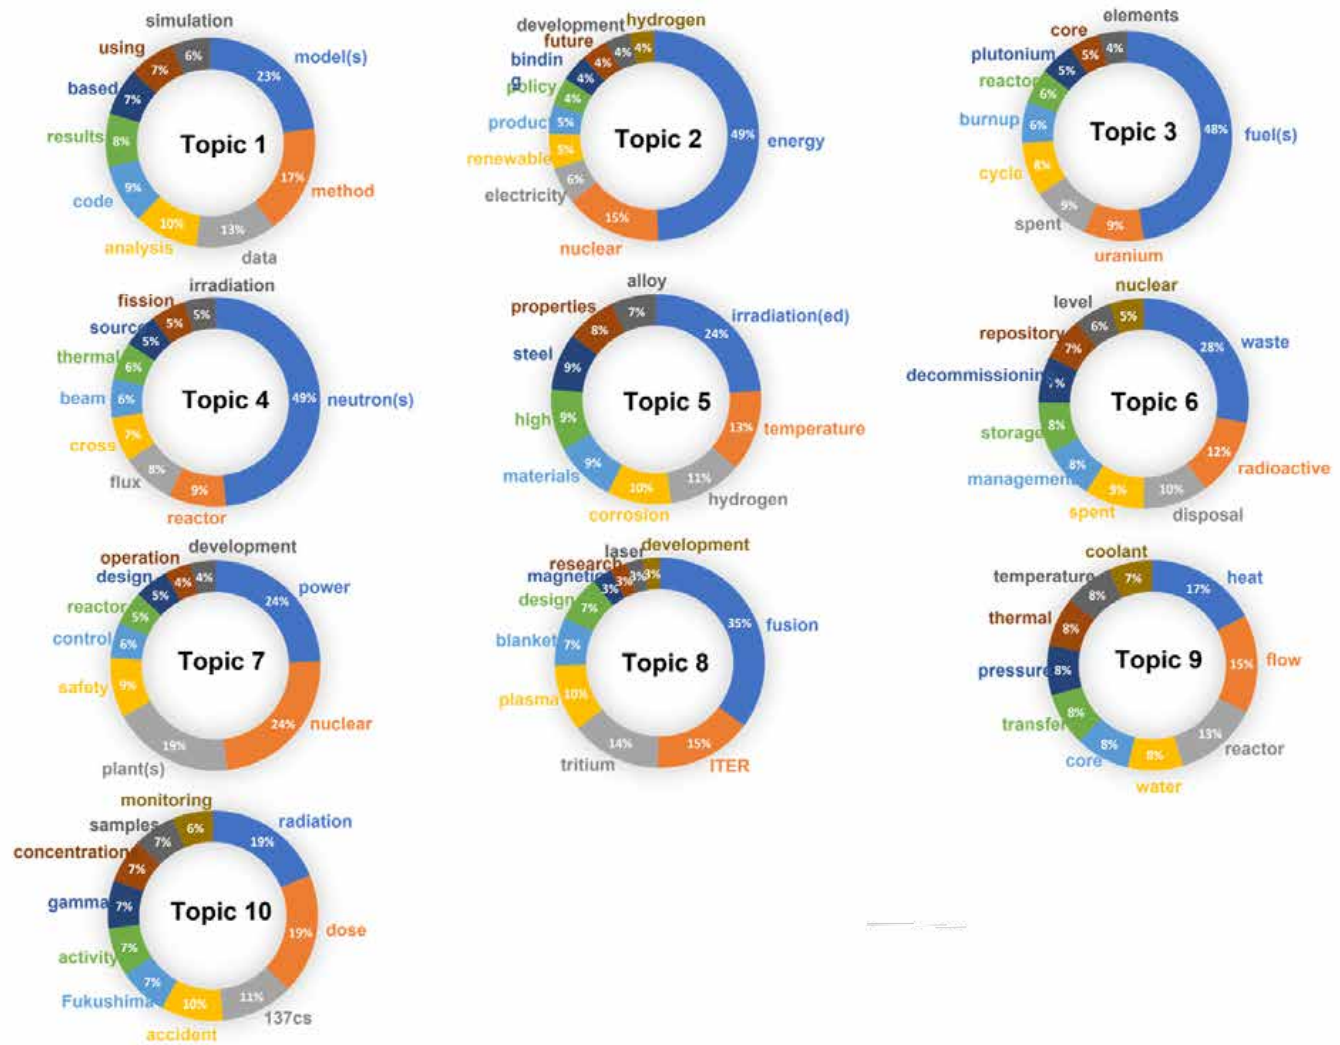 simulation
using
6%
model(s)
7%
23%
based
7%
results
8%
Topic 1
17%
method
code
9%
10%
13%
analysis
data
development
hydrogen
future
4%
4%
bindin
g
4%
4%
policy
4%
product
5%
Topic 2
49%
energy
renewable
5%
electricity
6%
15%
nuclear
elements
core
4%
plutonium
5%
5%
reactor
6%
burnup
6%
Topic 3
48%
fuel(s)
cycle
8%
spent
9%
9%
uranium
irradiation
fission
5%
source
5%
5%
thermal
6%
beam
6%
Topic 4
49%
neutron(s)
cross
7%
flux
8%
9%
reactor
alloy
properties
7%
irradiation(ed)
8%
24%
steel
9%
Topic 5
high
9%
13%
temperature
materials
9%
10%
11%
hydrogen
corrosion
nuclear
level
5%
repository
6%
28%
waste
7%
decommissionin
%
Topic 6
storage
8%
12%
radioactive
management
8%
9%
10%
spent
disposal
development
operation
4%
design
4%
power
5%
24%
reactor
5%
control
6%
Topic 7
safety
9%
24%
nuclear
19%
plant(s)
laser
development
research
3%
3%
magnetic
3%
3%
design
7%
35%
fusion
blanket
7%
Topic 8
plasma
10%
14%
15%
tritium
ITER
coolant
temperature
7%
heat
8%
17%
thermal
8%
pressure
8%
Topic 9
15%
flow
transfer
8%
13%
reactor
core
8%
8%
water
monitoring
samples
6%
radiation
7%
19%
concentration
7%
gamma
7%
Topic 10
19%
dose
activity
7%
Fukushima
7%
10%
11%
137cs
accident